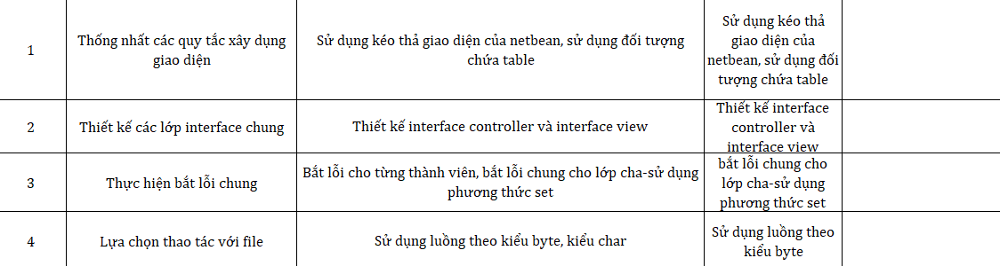 1
Thống nhất các quy tắc xây dụng
giao diện
Sử dụng kéo thả giao diện của netbean, sử dụng đối tượng
chứa table
Sử dụng kéo thả
giao diện của
netbean, sử dụng đối
tượng chứa table
2
Thiết kế các lớp interface chung
Thiết kế interface controller và interface view
Thiết kế interface
controller và
interface view
3
Thực hiện bắt lỗi chung
Bắt lỗi cho từng thành viên, bắt lỗi chung cho lớp cha-sử dụng
phương thức set
bắt lỗi chung cho
lớp cha-sử dụng
phương thức set
4
Lựa chọn thao tác với file
Sử dụng luồng theo kiểu byte, kiểu char
Sử dụng luồng theo
kiểu byte